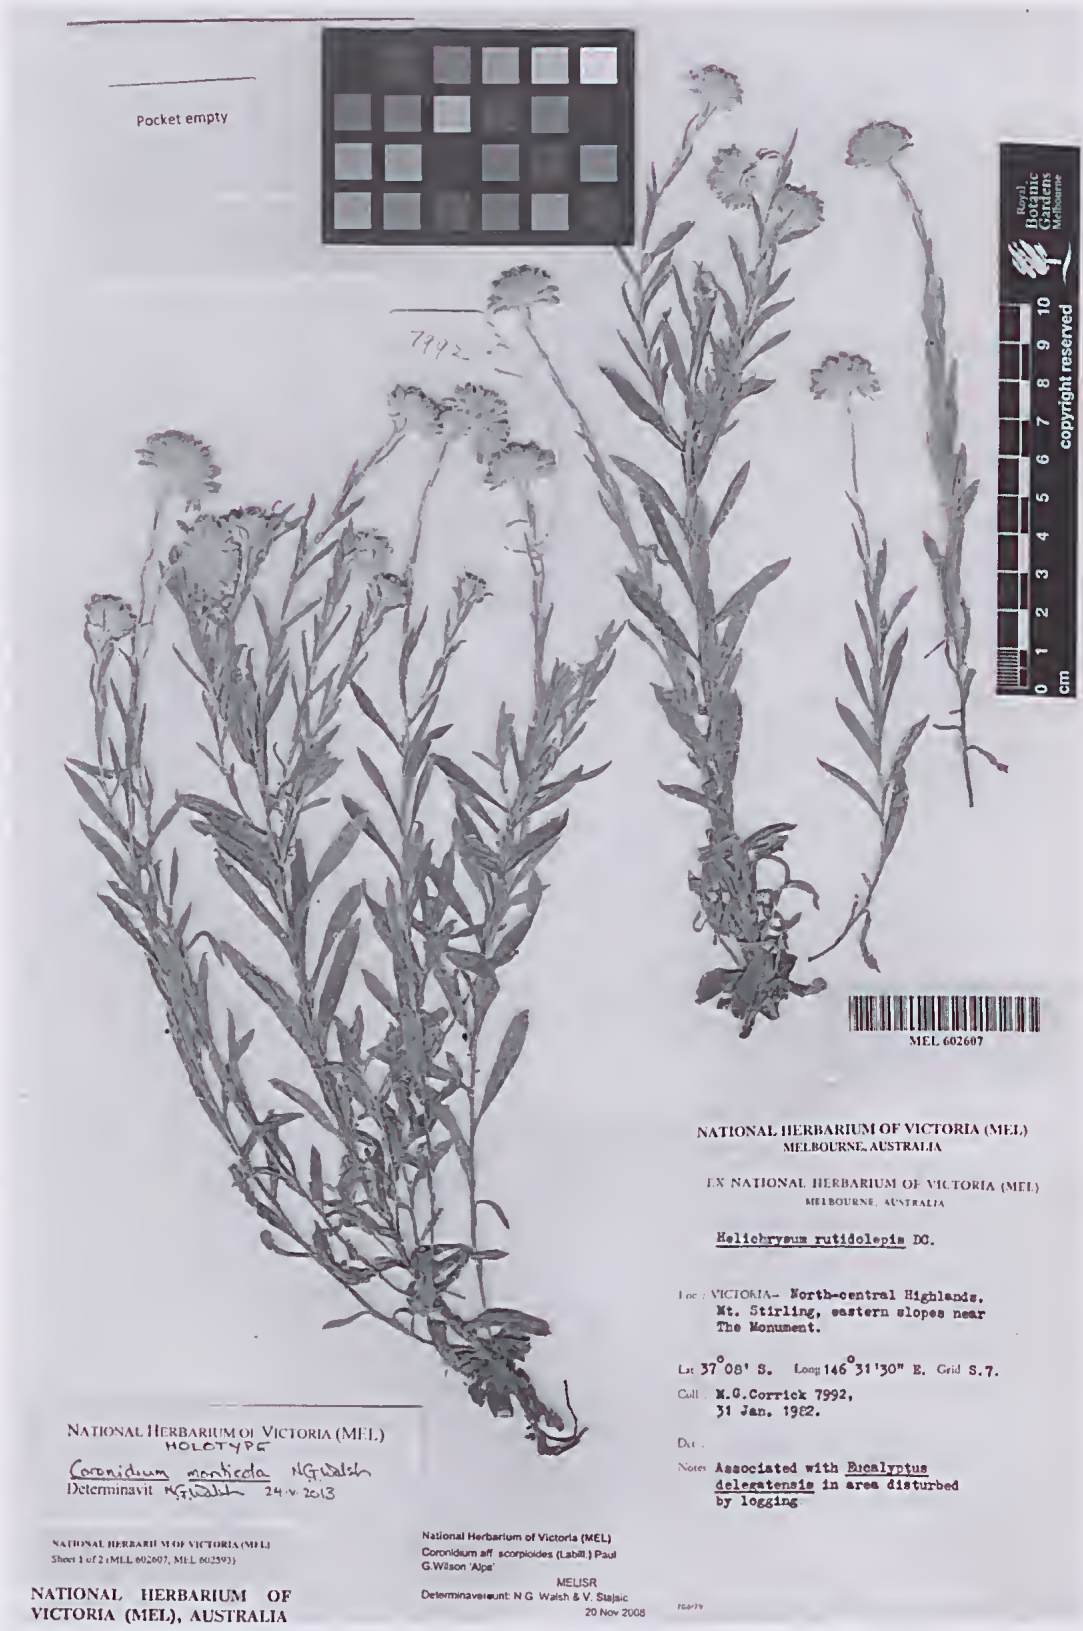 Pocket empty
7992
Royal
Botanic
Gardens
Melbourne
copyright reserved
0 1 2 3 4 5 6 7 8 9 10
cm
MEL 602607
NATIONAL HERBARIUM OF VICTORIA (MEL)
MELBOURNE, AUSTRALIA
EX NATIONAL HERBARIUM OF VICTORIA (MEL)
MELBOURNE, AUSTRALIA
Helichrysum rutidolepis DC.
Loc: VICTORIA- North-central Highlands.
Mt. Stirling, eastern slopes near
The Monument.
Lat 37°08' S. Long 146°31'30" E. Grid S.7.
Coll. M.G.Corrick 7992,
31 Jan. 1982.
Det.
Notes Associated with Eucalyptus
delegatensis in area disturbed
by logging
NATIONAL HERBARIUM OF VICTORIA (MEL)
HOLOTYPE
Coronidium monticola N.G.Walsh
Determinavit N.G.Walsh 24.v.2013
NATIONAL HERBARIUM OF VICTORIA (MEL)
Sheet 1 of 2 (MEL 602607, MEL 602593)
NATIONAL HERBARIUM OF
VICTORIA (MEL), AUSTRALIA
National Herbarium of Victoria (MEL)
Coronidium aff scorpioides (Labill.) Paul
G.Wilson 'Alps'
MELISR
Determinaverunt: N G Walsh & V. Stajsic
20 Nov 2008